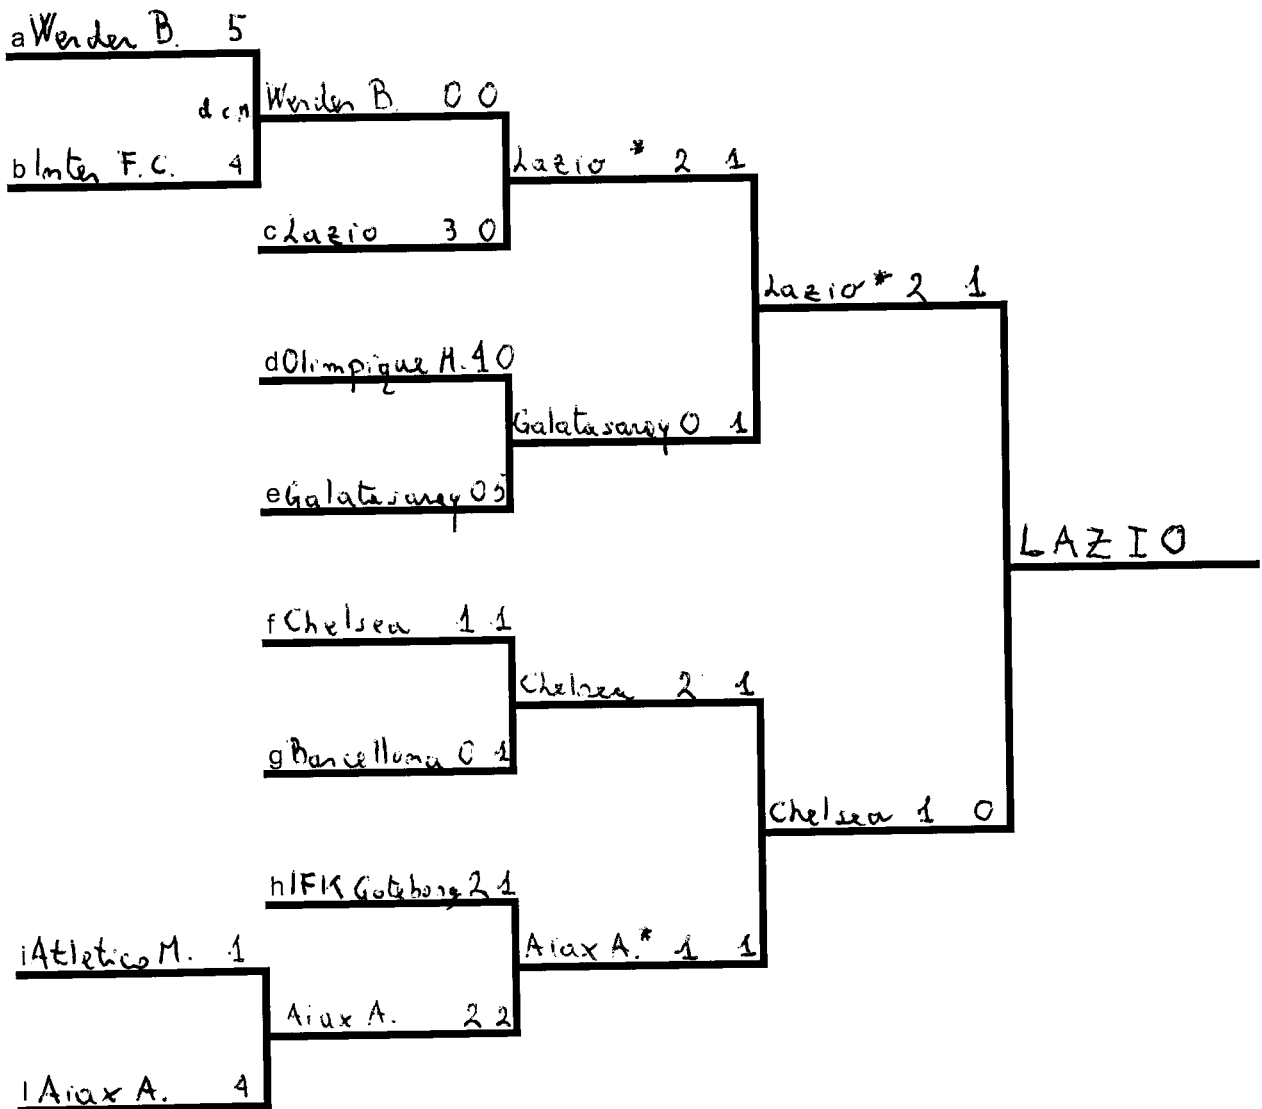 a Werder B. 5
d c n
b Inter F.C. 4
Werder B. 0 0
c Lazio 3 0
Lazio * 2 1
d Olimpique M. 1 0
e Galatasaray 0 5
Galatasaray 0 1
Lazio * 2 1
f Chelsea 1 1
g Barcellona 0 1
Chelsea 2 1
h IFK Goteborg 2 1
i Atletico M. 1
l Aiax A. 4
Aiax A. 2 2
Aiax A.* 1 1
Chelsea 1 0
LAZIO